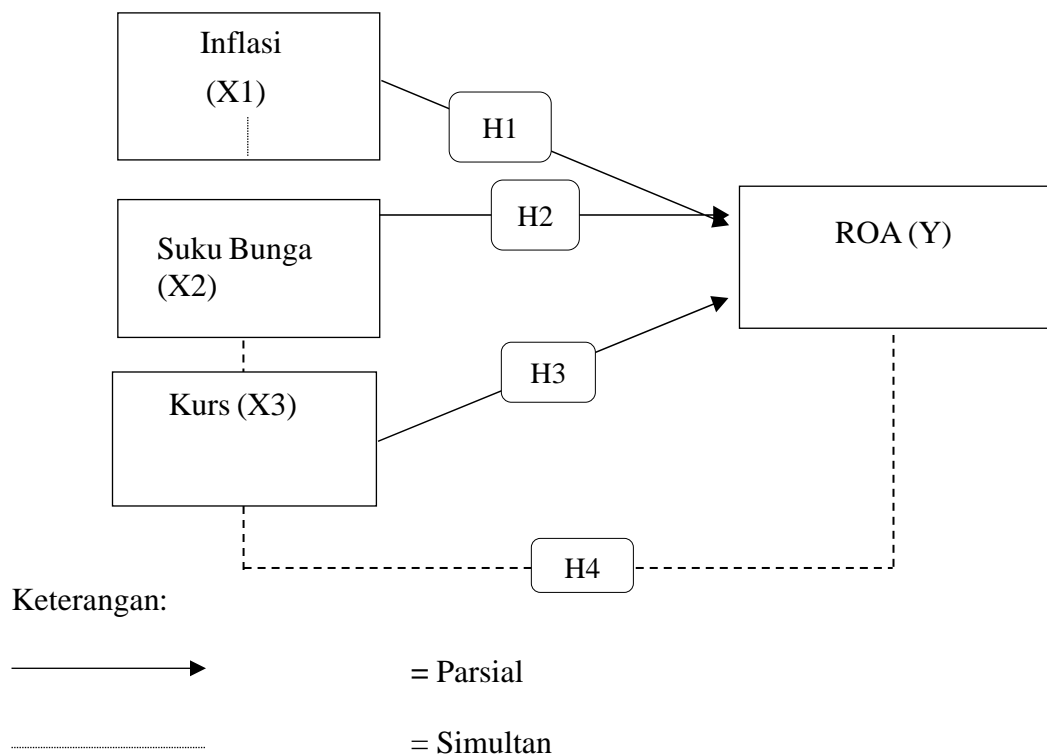 Inflasi
(X1)
H1
H2
ROA (Y)
Suku Bunga
(X2)
H3
Kurs (X3)
H4
Keterangan:
= Parsial
= Simultan